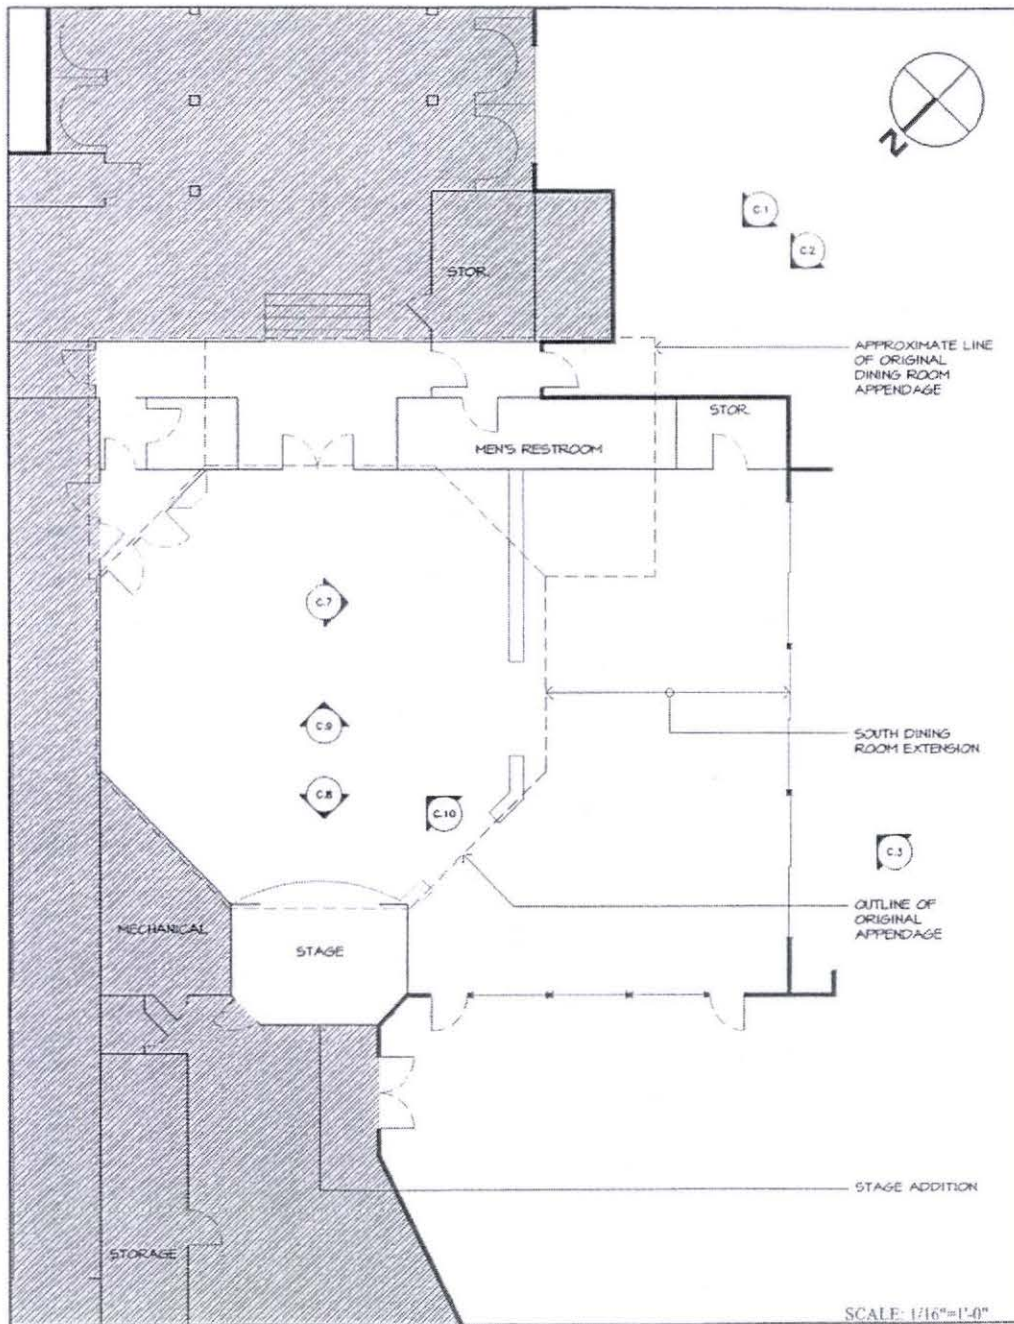 N
C.1
C.2
STOR.
APPROXIMATE LINE
OF ORIGINAL
DINING ROOM
APPENDAGE
STOR.
MEN'S RESTROOM
C.7
C.9
SOUTH DINING
ROOM EXTENSION
C.8
C.10
C.3
OUTLINE OF
ORIGINAL
APPENDAGE
MECHANICAL
STAGE
STAGE ADDITION
STORAGE
SCALE: 1/16"=1'-0"